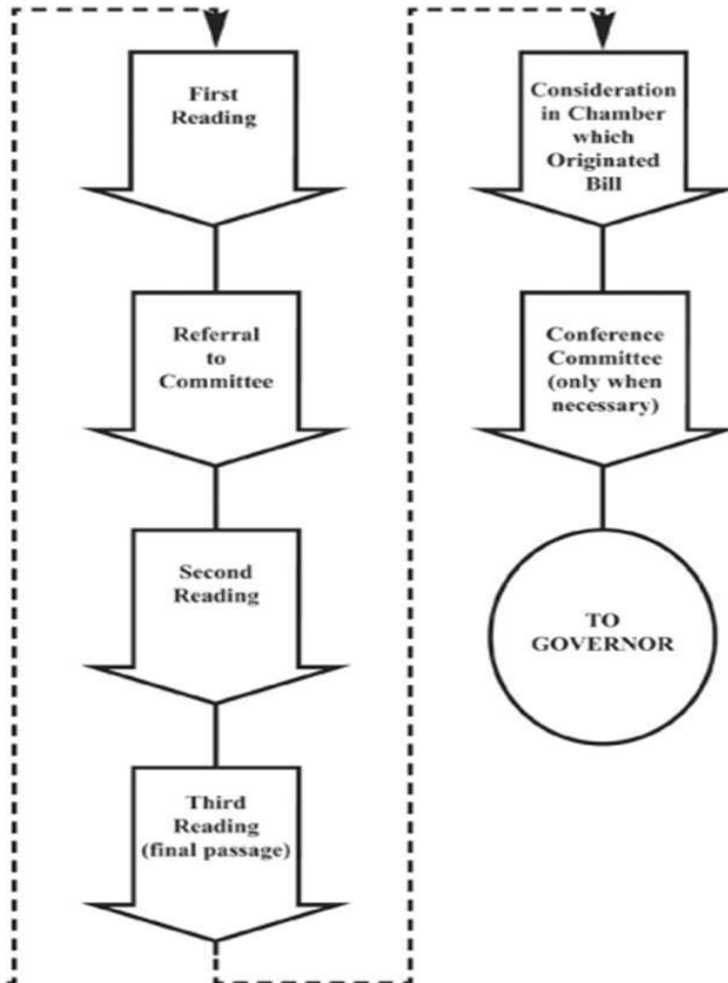 First
Reading
Referral
to
Committee
Second
Reading
Third
Reading
(final passage)
Consideration
in Chamber
which
Originated
Bill
Conference
Committee
(only when
necessary)
TO
GOVERNOR